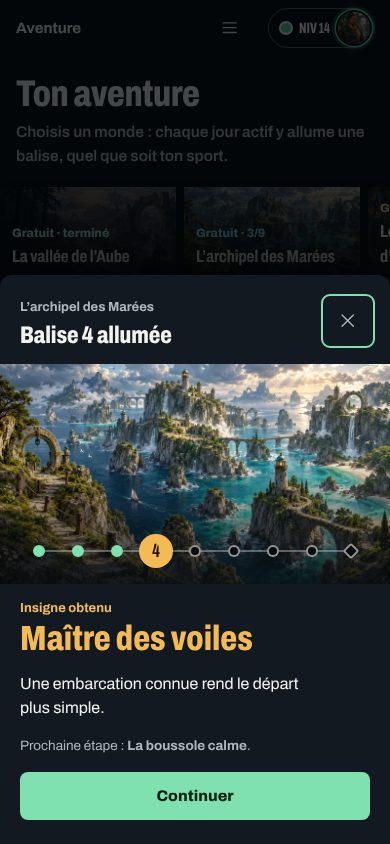 Aventure
NIV 14
Ton aventure
Choisis un monde : chaque jour actif y allume une
balise, quel que soit ton sport.
Gratuit · terminé
La vallée de l'Aube
Gratuit · 3/9
L'archipel des Marées
L'archipel des Marées
Balise 4 allumée
4
Insigne obtenu
Maître des voiles
Une embarcation connue rend le départ
plus simple.
Prochaine étape : La boussole calme.
Continuer